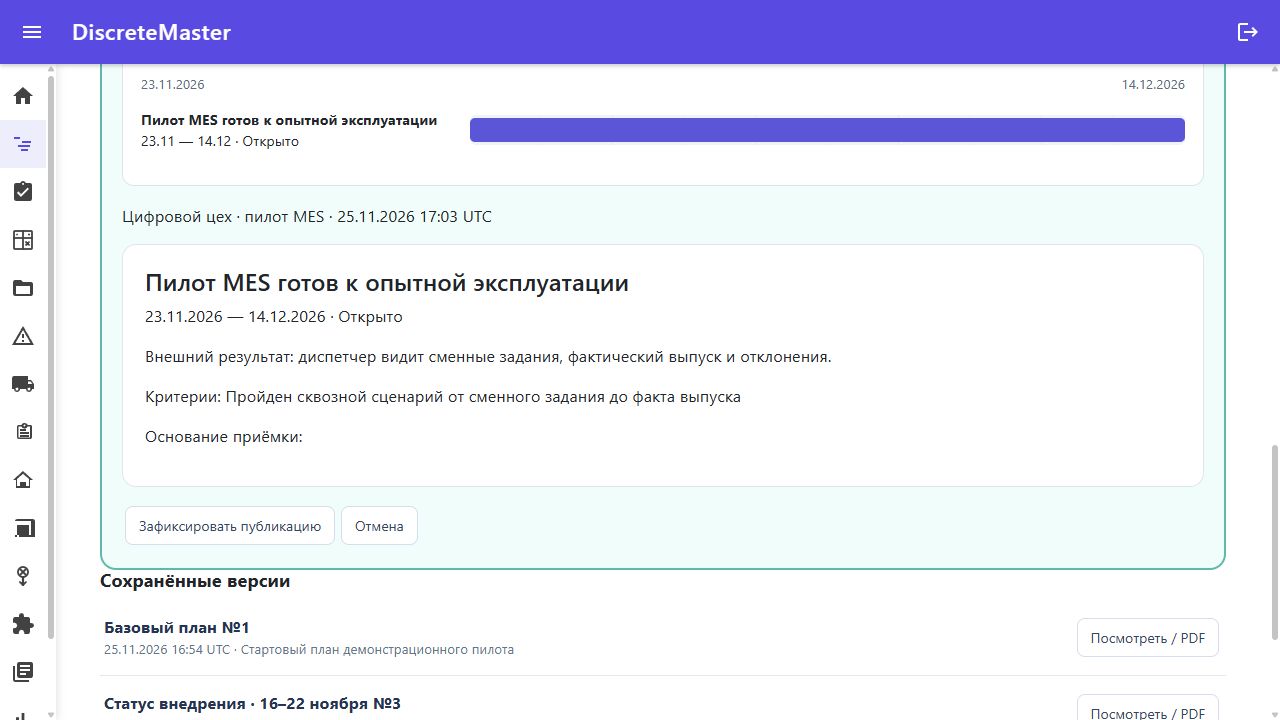 DiscreteMaster
23.11.2026 14.12.2026
Пилот MES готов к опытной эксплуатации
23.11 — 14.12 · Открыто
Цифровой цех · пилот MES · 25.11.2026 17:03 UTC
Пилот MES готов к опытной эксплуатации
23.11.2026 — 14.12.2026 · Открыто
Внешний результат: диспетчер видит сменные задания, фактический выпуск и отклонения.
Критерии: Пройден сквозной сценарий от сменного задания до факта выпуска
Основание приёмки:
Зафиксировать публикацию Отмена
Сохранённые версии
Базовый план №1
25.11.2026 16:54 UTC · Стартовый план демонстрационного пилота
Посмотреть / PDF
Статус внедрения · 16–22 ноября №3
Посмотреть / PDF